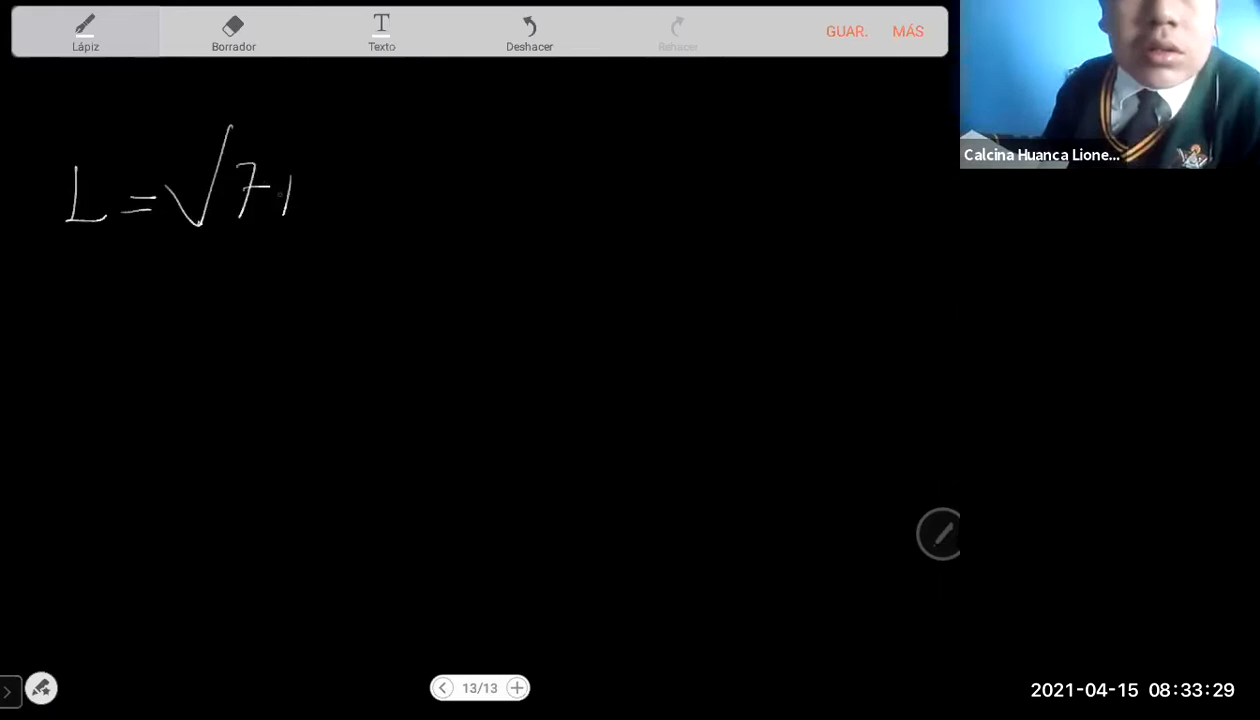 Lápiz
Borrador
Texto
Deshacer
Rehacer
GUAR.
MÁS
Calcina Huanca Lione...
L = √7
13/13
2021-04-15 08:33:29